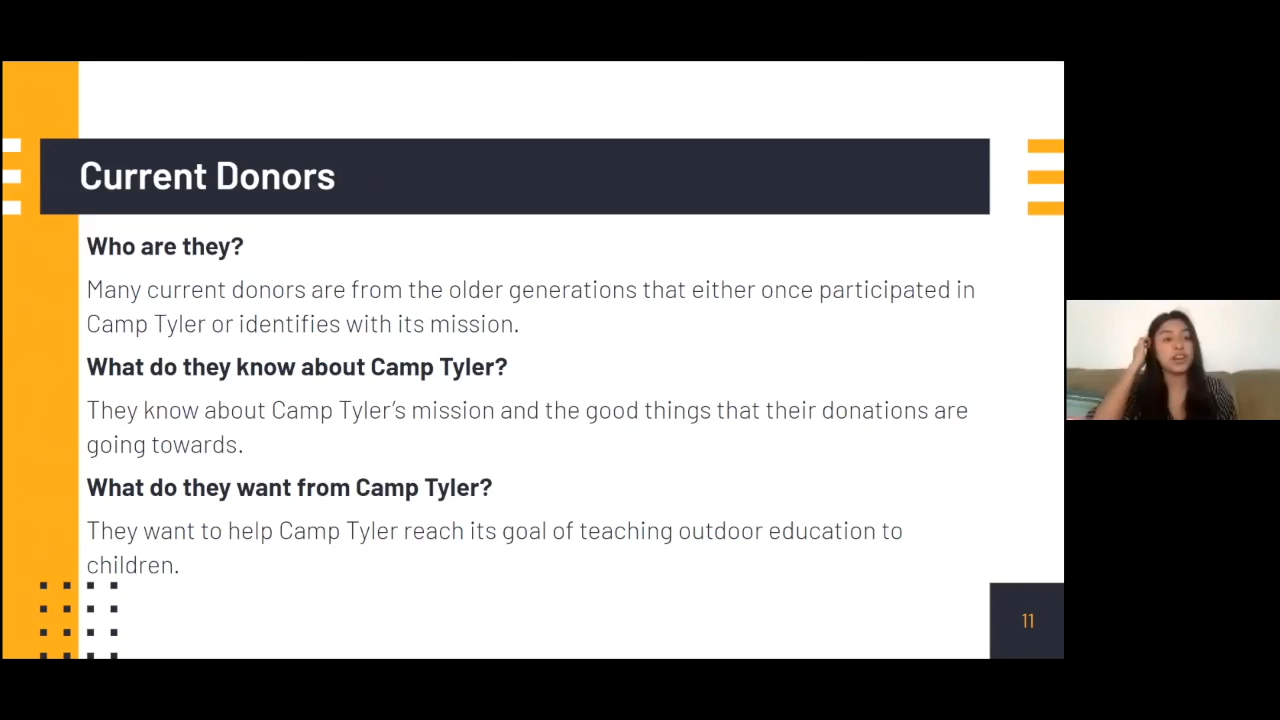 Current Donors
Who are they?
Many current donors are from the older generations that either once participated in
Camp Tyler or identifies with its mission.
What do they know about Camp Tyler?
They know about Camp Tyler's mission and the good things that their donations are
going towards.
What do they want from Camp Tyler?
They want to help Camp Tyler reach its goal of teaching outdoor education to
children.
11